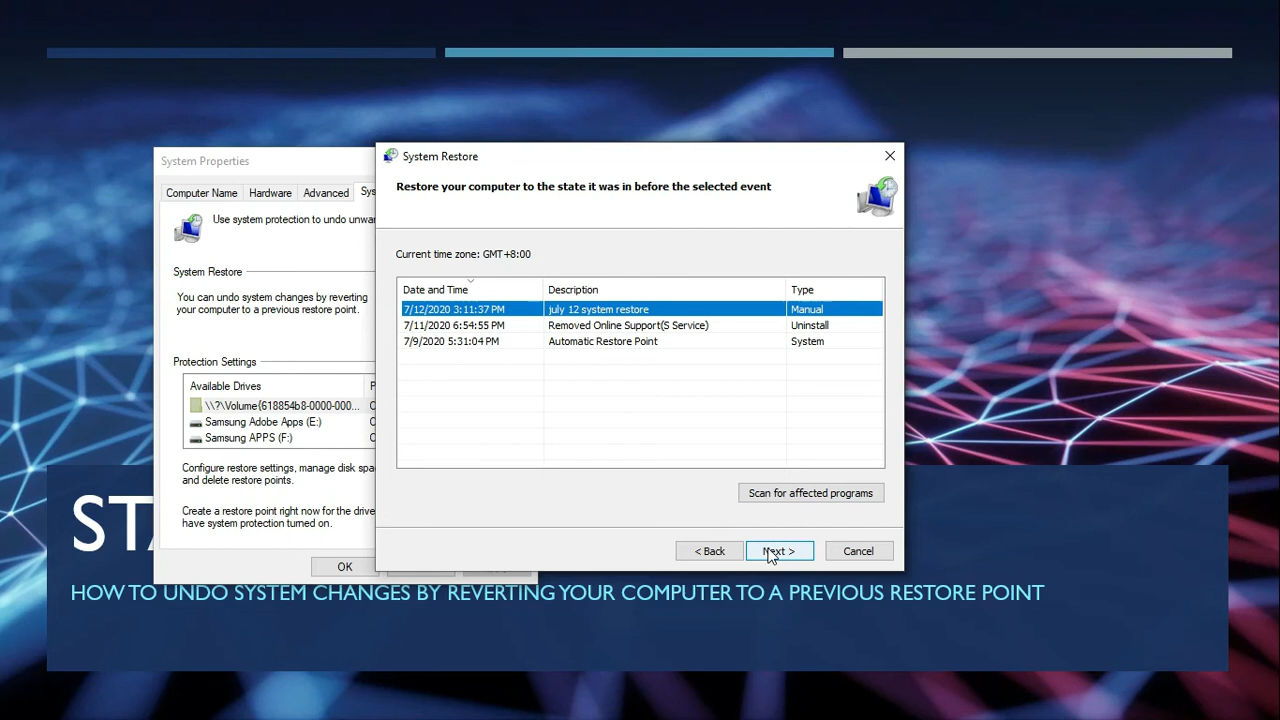 System Properties
Computer Name Hardware Advanced
Use system protection to undo
System Restore
You can undo system changes by reverting
your computer to a previous restore point.
Protection Settings
Available Drives
\\?\Volume{618854b8-0000-000...
Samsung Adobe Apps (E:)
Samsung APPS (F:)
Configure restore settings, manage disk
and delete restore points.
Create a restore point right now for the
have system protection turned on.
OK
System Restore
Restore your computer to the state it was in before the selected event
Current time zone: GMT+8:00
Date and Time Description Type
7/12/2020 3:11:37 PM july 12 system restore Manual
7/11/2020 6:54:55 PM Removed Online Support(S Service) Uninstall
7/9/2020 5:31:04 PM Automatic Restore Point System
Scan for affected programs
< Back Next > Cancel
HOW TO UNDO SYSTEM CHANGES BY REVERTING YOUR COMPUTER TO A PREVIOUS RESTORE POINT